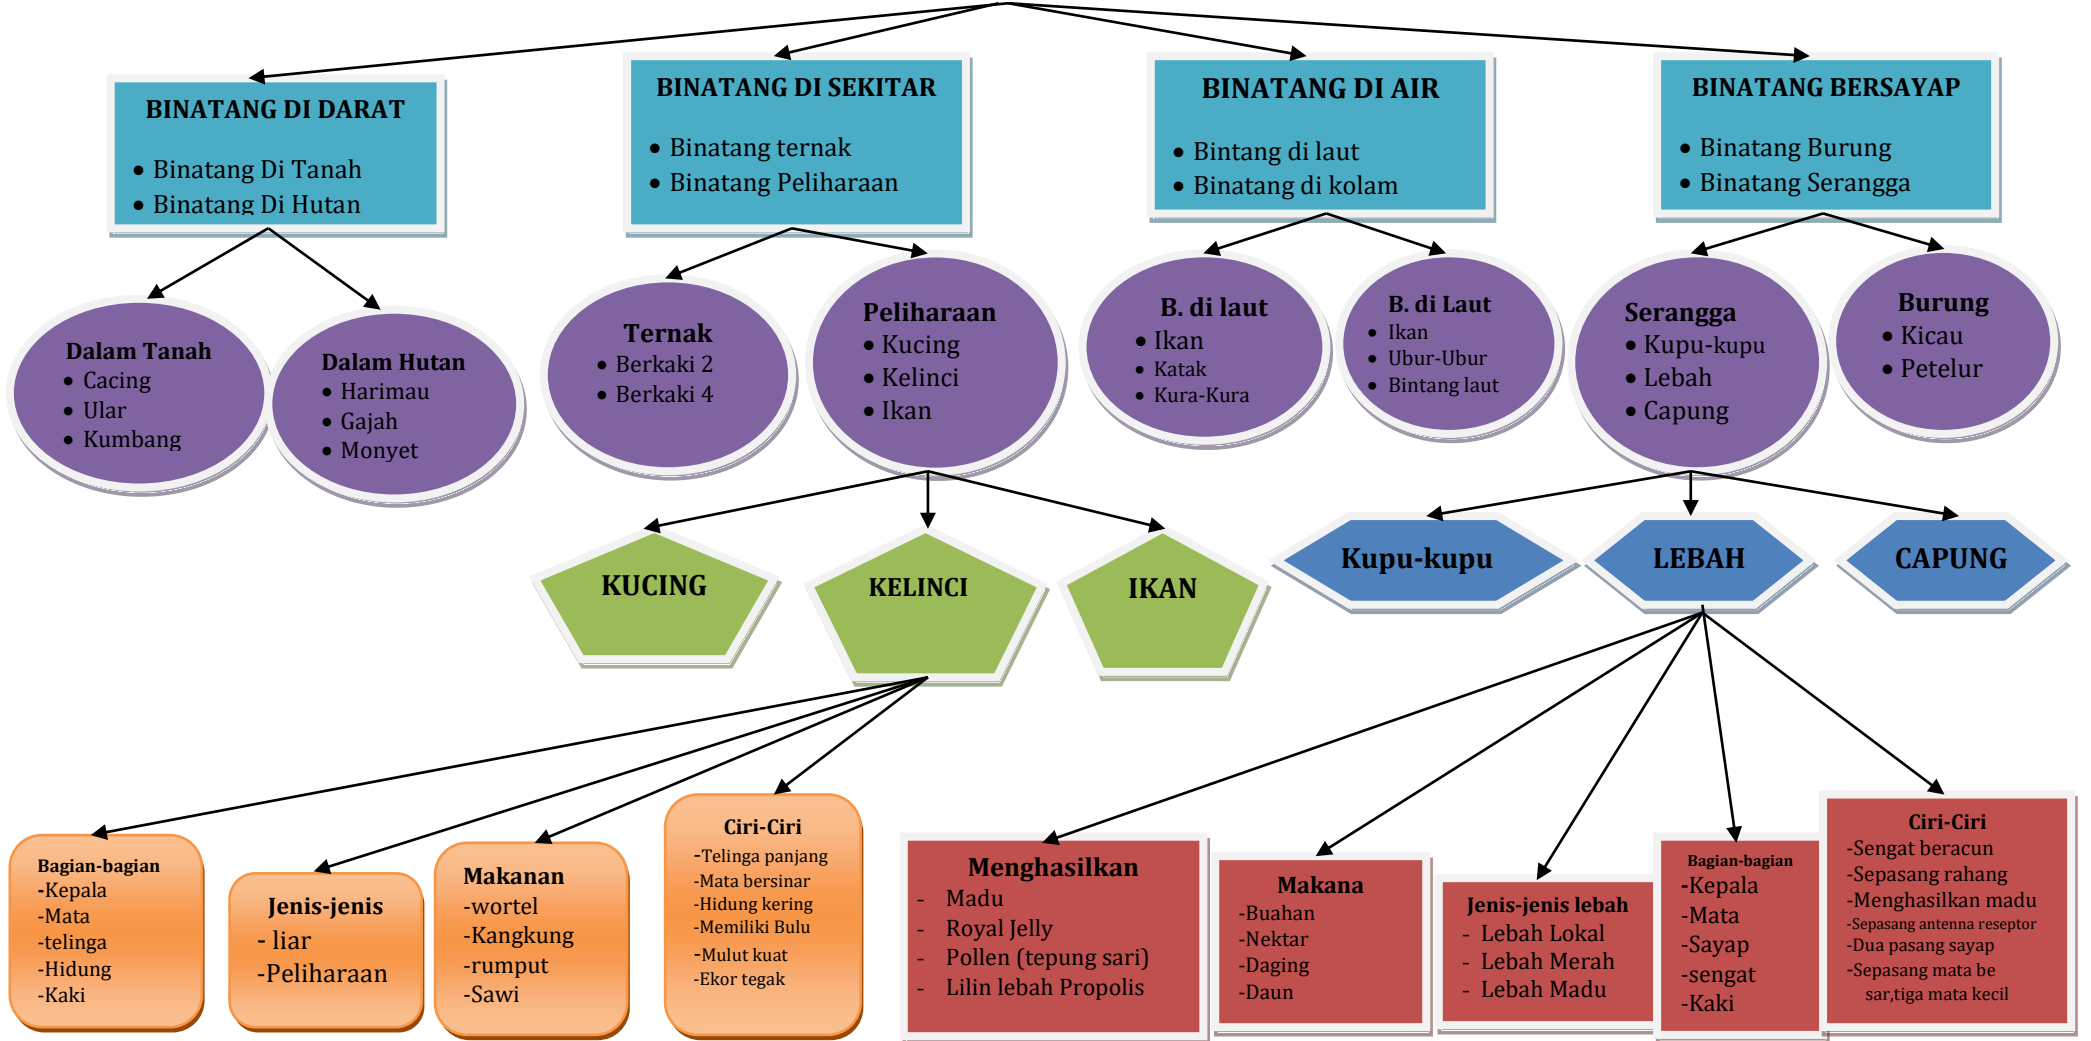 BINATANG DI DARAT
• Binatang Di Tanah
• Binatang Di Hutan
BINATANG DI SEKITAR
• Binatang ternak
• Binatang Peliharaan
BINATANG DI AIR
• Bintang di laut
• Binatang di kolam
BINATANG BERSAYAP
• Binatang Burung
• Binatang Serangga
Dalam Tanah
• Cacing
• Ular
• Kumbang
Dalam Hutan
• Harimau
• Gajah
• Monyet
Ternak
• Berkaki 2
• Berkaki 4
Peliharaan
• Kucing
• Kelinci
• Ikan
B. di laut
• Ikan
• Katak
• Kura-Kura
B. di Laut
• Ikan
• Ubur-Ubur
• Bintang laut
Serangga
• Kupu-kupu
• Lebah
• Capung
Burung
• Kicau
• Petelur
KUCING
KELINCI
IKAN
Kupu-kupu
LEBAH
CAPUNG
Bagian-bagian
-Kepala
-Mata
-telinga
-Hidung
-Kaki
Jenis-jenis
- liar
-Peliharaan
Makanan
-wortel
-Kangkung
-rumput
-Sawi
Ciri-Ciri
-Telinga panjang
-Mata bersinar
-Hidung kering
-Memiliki Bulu
-Mulut kuat
-Ekor tegak
Menghasilkan
- Madu
- Royal Jelly
- Pollen (tepung sari)
- Lilin lebah Propolis
Makana
-Buahan
-Nektar
-Daging
-Daun
Jenis-jenis lebah
- Lebah Lokal
- Lebah Merah
- Lebah Madu
Bagian-bagian
-Kepala
-Mata
-Sayap
-sengat
-Kaki
Ciri-Ciri
-Sengat beracun
-Sepasang rahang
-Menghasilkan madu
-Sepasang antenna reseptor
-Dua pasang sayap
-Sepasang mata be
sar,tiga mata kecil